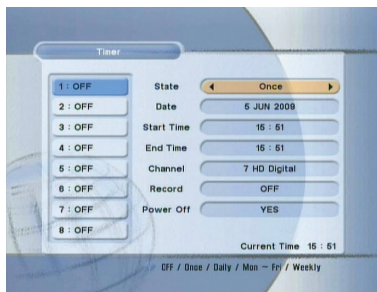 Timer
1 : OFF
2 : OFF
3 : OFF
4 : OFF
5 : OFF
6 : OFF
7 : OFF
8 : OFF
State Once
Date 5 JUN 2009
Start Time 15 : 51
End Time 15 : 51
Channel 7 HD Digital
Record OFF
Power Off YES
Current Time 15 : 51
OFF / Once / Daily / Mon ~ Fri / Weekly